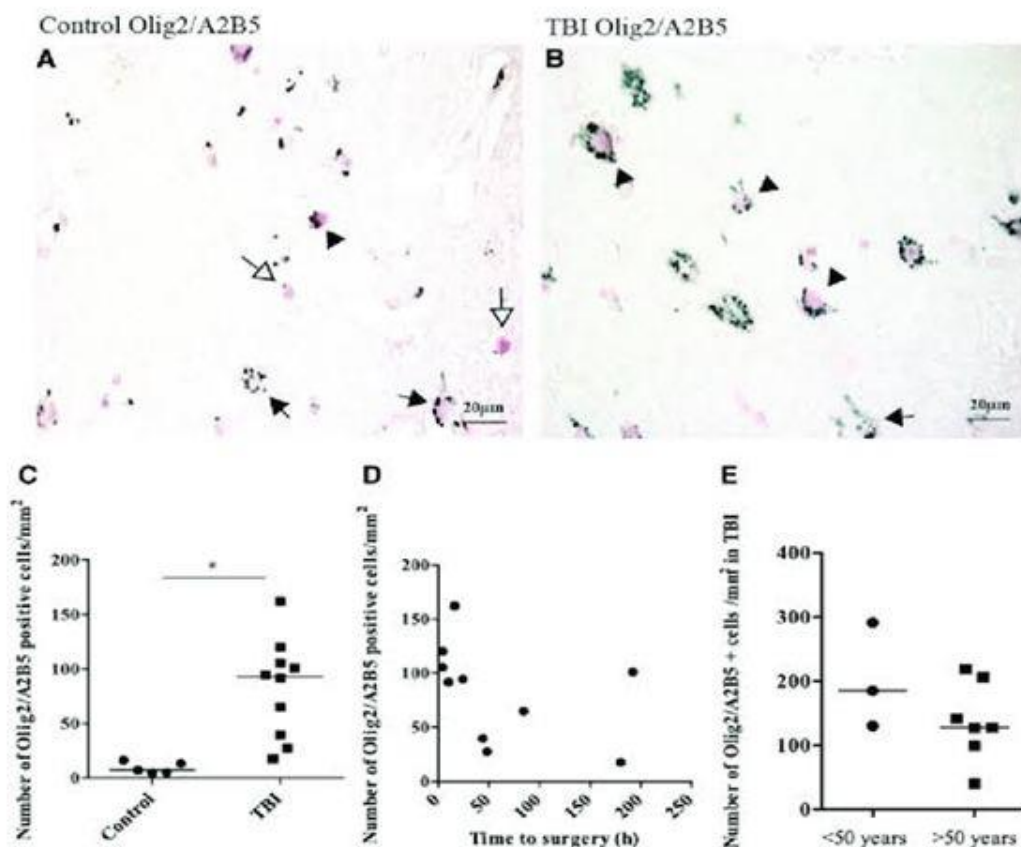 Control Olig2/A2B5
TBI Olig2/A2B5
A
B
20µm
20µm
C
D
E
Number of Olig2/A2B5 positive cells/mm²
200
150
100
50
0
*
Control
TBI
Number of Olig2/A2B5 positive cells/mm²
200
150
100
50
0
0
50
100
150
200
250
Time to surgery (h)
Number of Olig2/A2B5 + cells /mm² in TBI
400
300
200
100
0
<50 years
>50 years